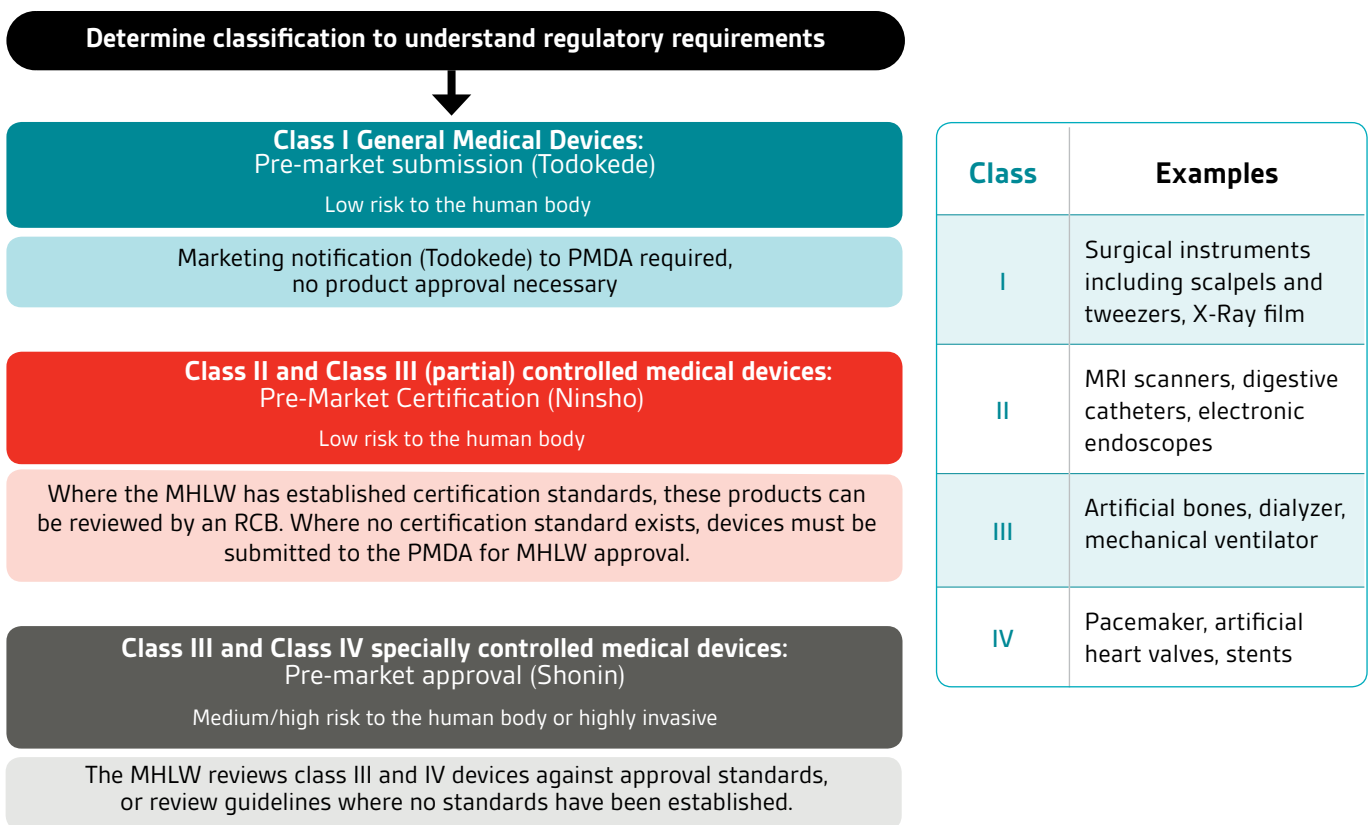 Determine classification to understand regulatory requirements
Class I General Medical Devices:
Pre-market submission (Todokede)
Low risk to the human body
Marketing notification (Todokede) to PMDA required,
no product approval necessary
Class II and Class III (partial) controlled medical devices:
Pre-Market Certification (Ninsho)
Low risk to the human body
Where the MHLW has established certification standards, these products can
be reviewed by an RCB. Where no certification standard exists, devices must be
submitted to the PMDA for MHLW approval.
Class III and Class IV specially controlled medical devices:
Pre-market approval (Shonin)
Medium/high risk to the human body or highly invasive
The MHLW reviews class III and IV devices against approval standards,
or review guidelines where no standards have been established.
Class Examples
I
Surgical instruments
including scalpels and
tweezers, X-Ray film
II
MRI scanners, digestive
catheters, electronic
endoscopes
III
Artificial bones, dialyzer,
mechanical ventilator
IV
Pacemaker, artificial
heart valves, stents